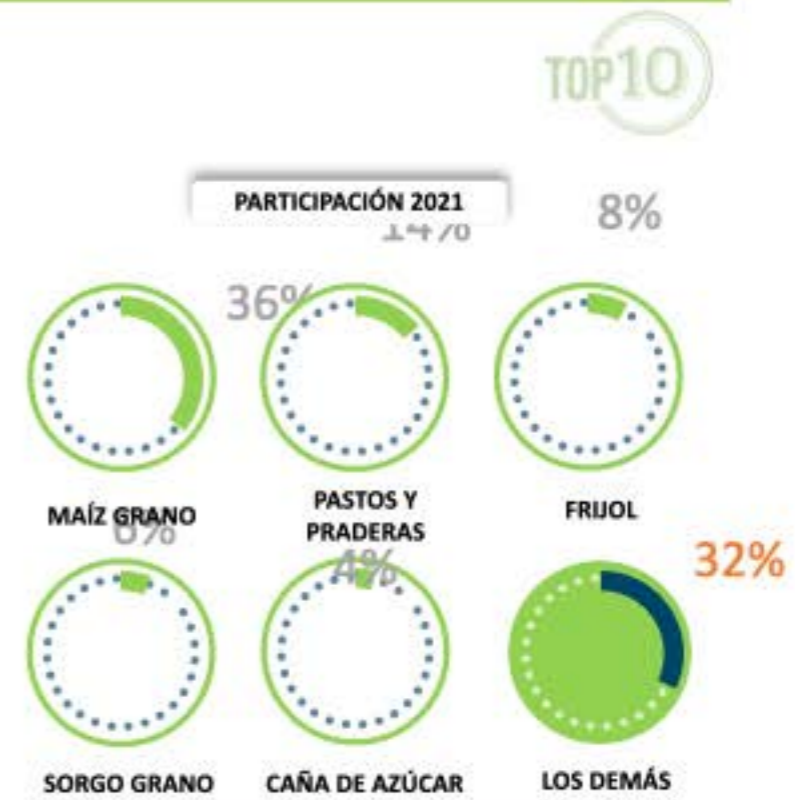 TOP10
PARTICIPACIÓN 2021
14%
8%
36%
MAÍZ GRANO
PASTOS Y
PRADERAS
FRIJOL
6%
4%
32%
SORGO GRANO
CAÑA DE AZÚCAR
LOS DEMÁS